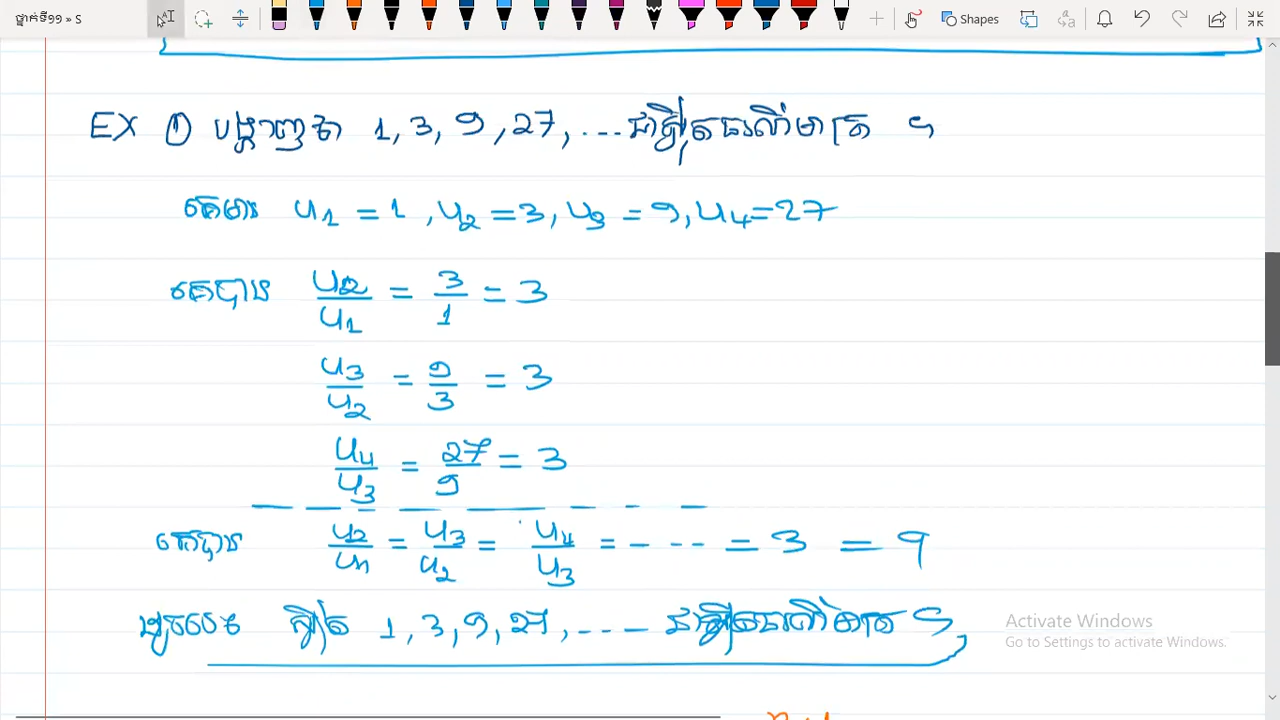 ថ្នាក់ទី១១ » S
Shapes
EX ① បង្ហាញថា 1, 3, 9, 27, ... ជាស្វ៊ីតធរណីមាត្រ ។
គេមាន u₁ = 1, u₂ = 3, u₃ = 9, u₄ = 27
គេបាន u₂/u₁ = 3/1 = 3
u₃/u₂ = 9/3 = 3
u₄/u₃ = 27/9 = 3
គេបាន u₂/u₁ = u₃/u₂ = u₄/u₃ = - - - - = 3 = q
ដូចនេះ ស្វ៊ីត 1, 3, 9, 27, ... ជាស្វ៊ីតធរណីមាត្រ ។
Activate Windows
Go to Settings to activate Windows.